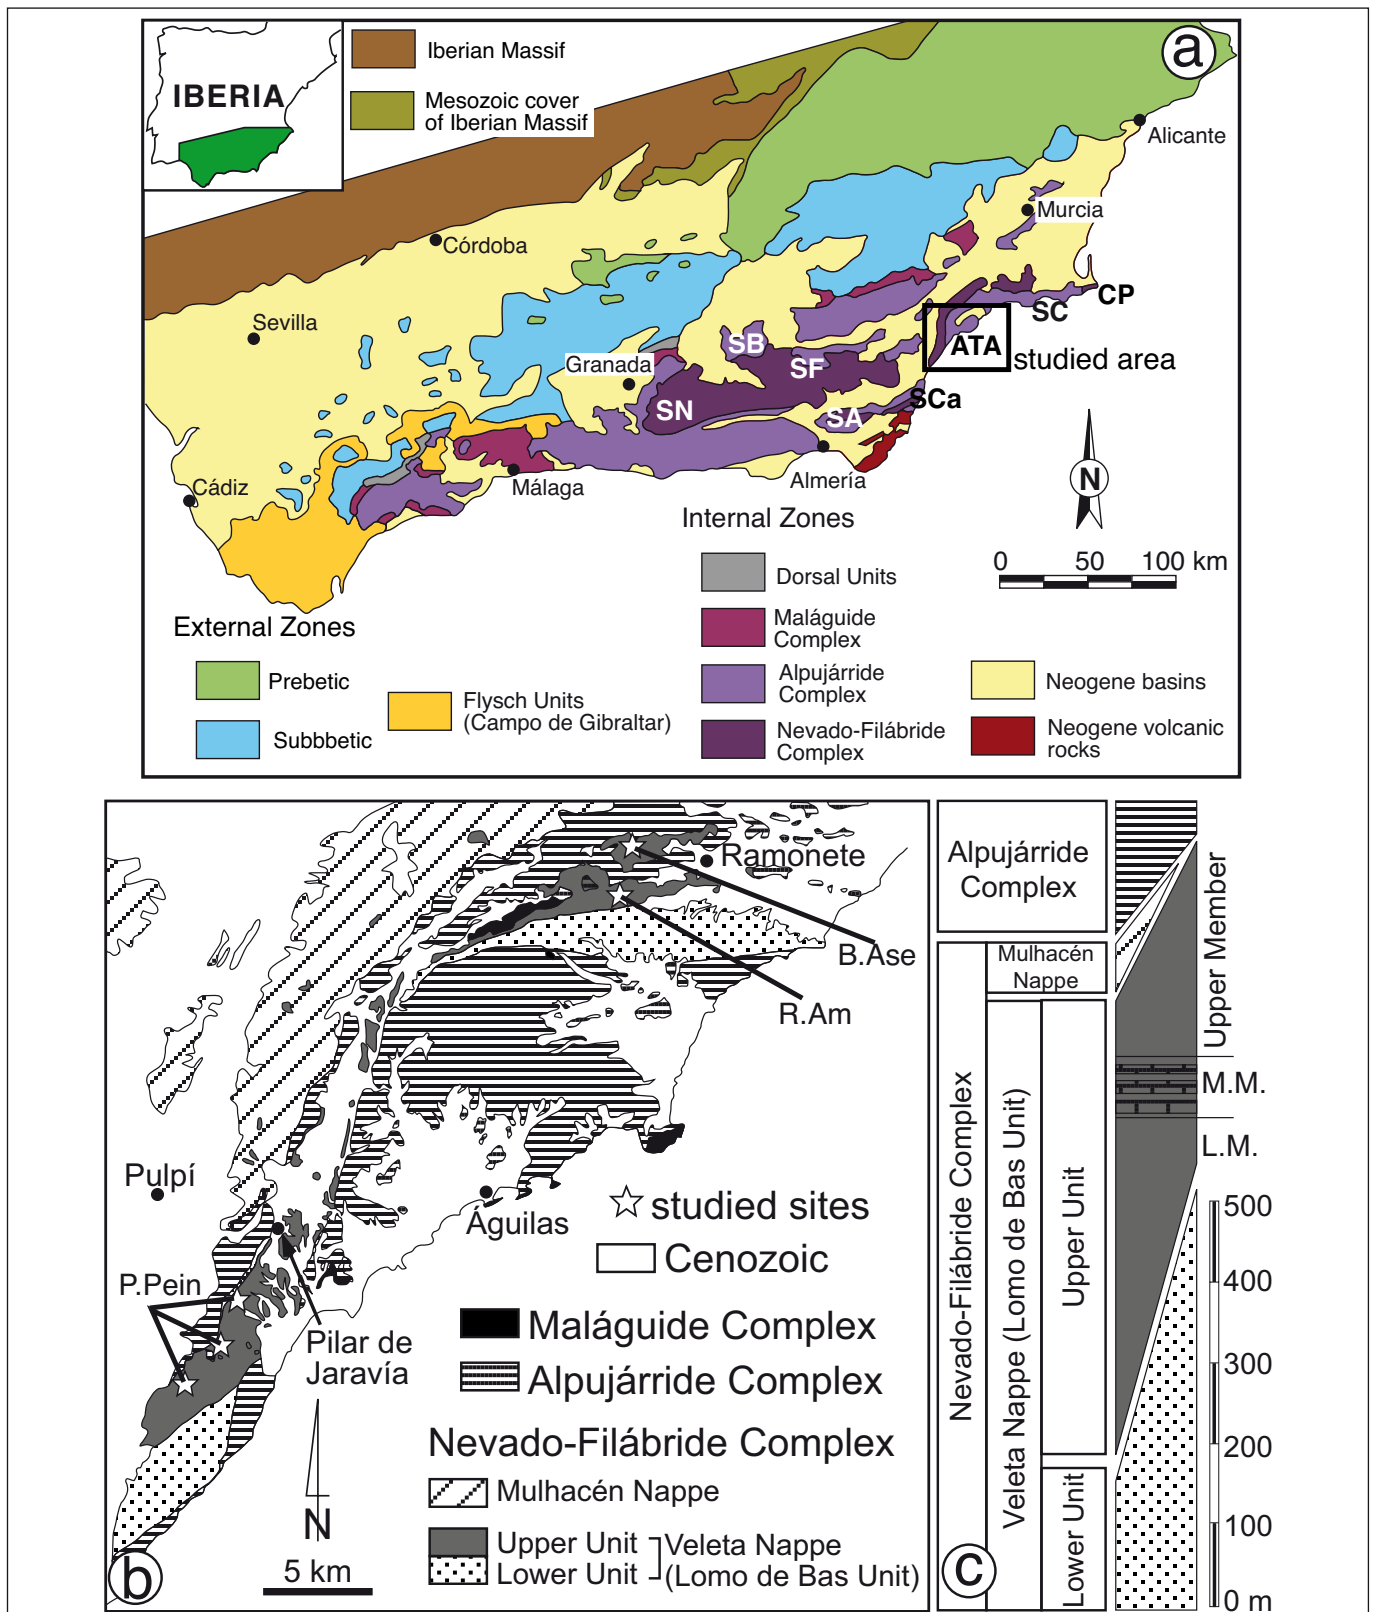 a
IBERIA
Iberian Massif
Mesozoic cover
of Iberian Massif
Alicante
Murcia
Córdoba
Sevilla
Granada
Cádiz
Málaga
Almería
SB
SF
SN
SA
SCa
SC
CP
ATA
studied area
N
0 50 100 km
Internal Zones
Dorsal Units
Maláguide
Complex
Alpujárride
Complex
Nevado-Filábride
Complex
Neogene basins
Neogene volcanic
rocks
External Zones
Prebetic
Subbbetic
Flysch Units
(Campo de Gibraltar)
Ramonete
B.Ase
R.Am
Pulpí
Águilas
P.Pein
Pilar de
Jaravía
studied sites
Cenozoic
Maláguide Complex
Alpujárride Complex
Nevado-Filábride Complex
Mulhacén Nappe
Upper Unit
Lower Unit
Veleta Nappe
(Lomo de Bas Unit)
N
5 km
b
Alpujárride
Complex
Mulhacén
Nappe
Nevado-Filábride Complex
Veleta Nappe (Lomo de Bas Unit)
Upper Unit
Lower Unit
Upper Member
M.M.
L.M.
500
400
300
200
100
0 m
c